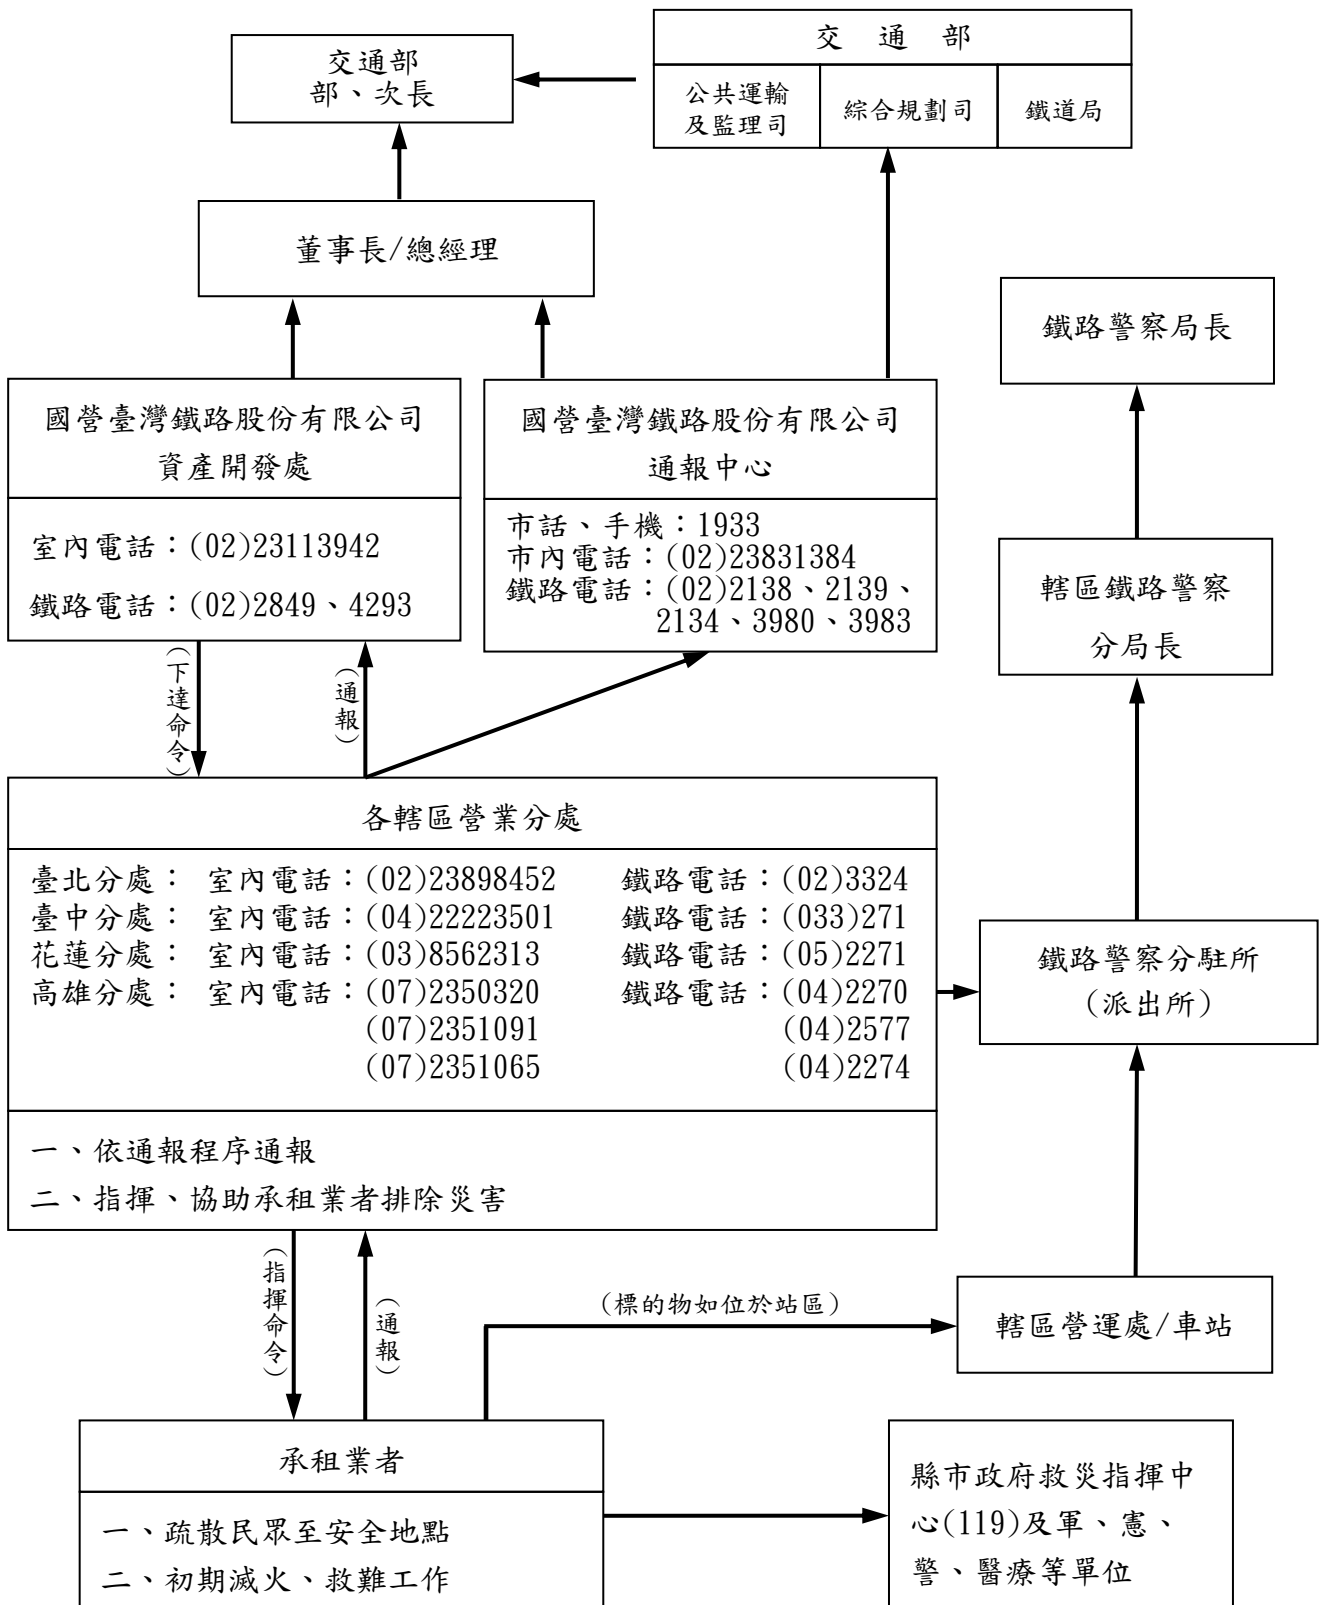 交通部
部、次長
交 通 部
公共運輸
及監理司
綜合規劃司
鐵道局
董事長/總經理
鐵路警察局長
國營臺灣鐵路股份有限公司
資產開發處
室內電話：(02)23113942
鐵路電話：(02)2849、4293
國營臺灣鐵路股份有限公司
通報中心
市話、手機：1933
市內電話：(02)23831384
鐵路電話：(02)2138、2139、
2134、3980、3983
轄區鐵路警察
分局長
(下達命令)
(通報)
各轄區營業分處
臺北分處： 室內電話：(02)23898452 鐵路電話：(02)3324
臺中分處： 室內電話：(04)22223501 鐵路電話：(033)271
花蓮分處： 室內電話：(03)8562313 鐵路電話：(05)2271
高雄分處： 室內電話：(07)2350320 鐵路電話：(04)2270
(07)2351091 (04)2577
(07)2351065 (04)2274
一、依通報程序通報
二、指揮、協助承租業者排除災害
鐵路警察分駐所
(派出所)
(指揮命令)
(通報)
(標的物如位於站區)
轄區營運處/車站
承租業者
一、疏散民眾至安全地點
二、初期滅火、救難工作
縣市政府救災指揮中
心(119)及軍、憲、
警、醫療等單位